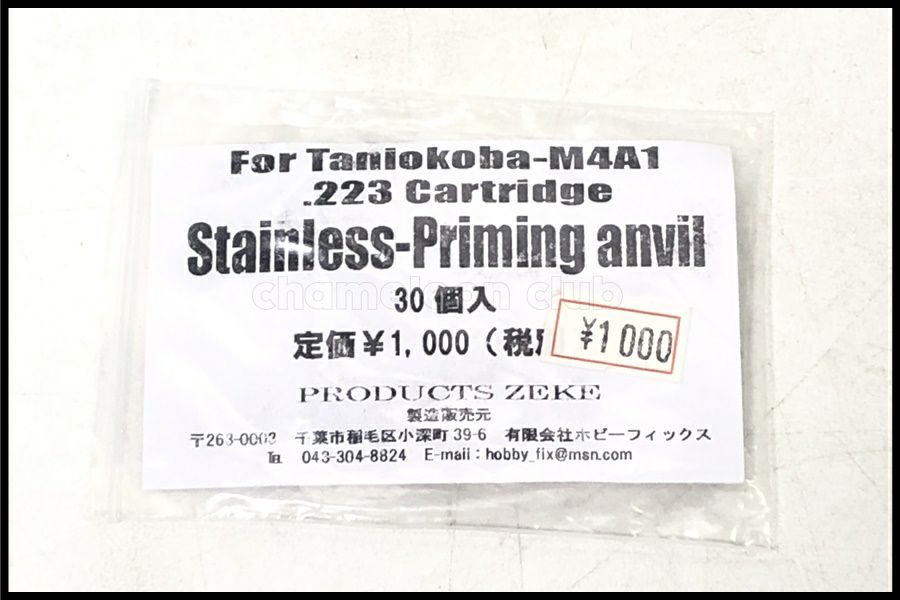 For Taniokoba-M4A1
.223 Cartridge
Stainless-Priming anvil
chameleon club
30個入
定価¥1,000（税
¥1000
PRODUCTS ZEKE
製造販売元
〒263-0003 千葉市稲毛区小深町39-6 有限会社ホビーフィックス
℡ 043-304-8824 E-mail：hobby_fix@msn.com